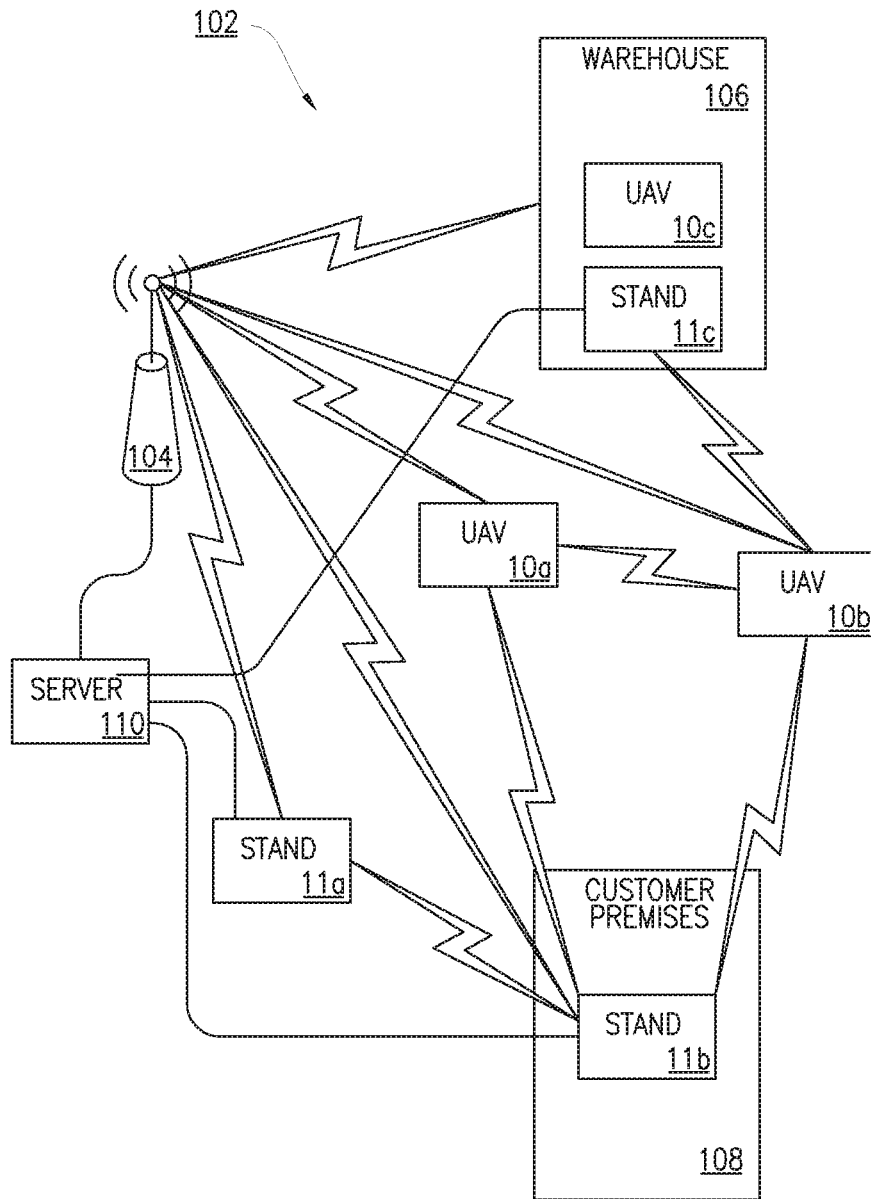 102
WAREHOUSE
106
UAV
10c
STAND
11c
104
UAV
10a
UAV
10b
SERVER
110
STAND
11a
CUSTOMER
PREMISES
STAND
11b
108